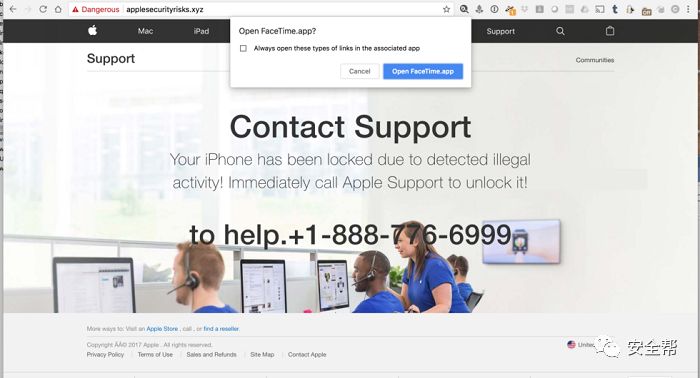 Dangerous | applesecurityrisks.xyz
Open FaceTime.app?
Always open these types of links in the associated app
Cancel
Open FaceTime.app
Mac
iPad
Support
Support
Communities
Contact Support
Your iPhone has been locked due to detected illegal
activity! Immediately call Apple Support to unlock it!
to help.+1-888-776-6999
More ways to: Visit an Apple Store , call , or find a reseller.
Copyright Â© 2017 Apple . All rights reserved.
Privacy Policy | Terms of Use | Sales and Refunds | Site Map | Contact Apple
United
安全帮